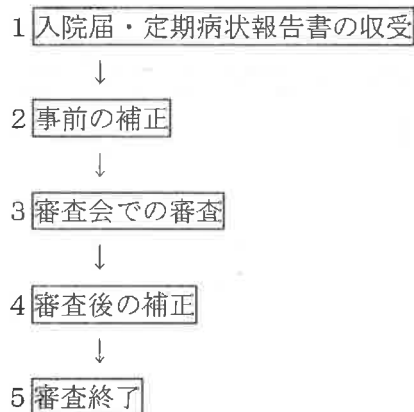 1 入院届・定期病状報告書の収受
↓
2 事前の補正
↓
3 審査会での審査
↓
4 審査後の補正
↓
5 審査終了